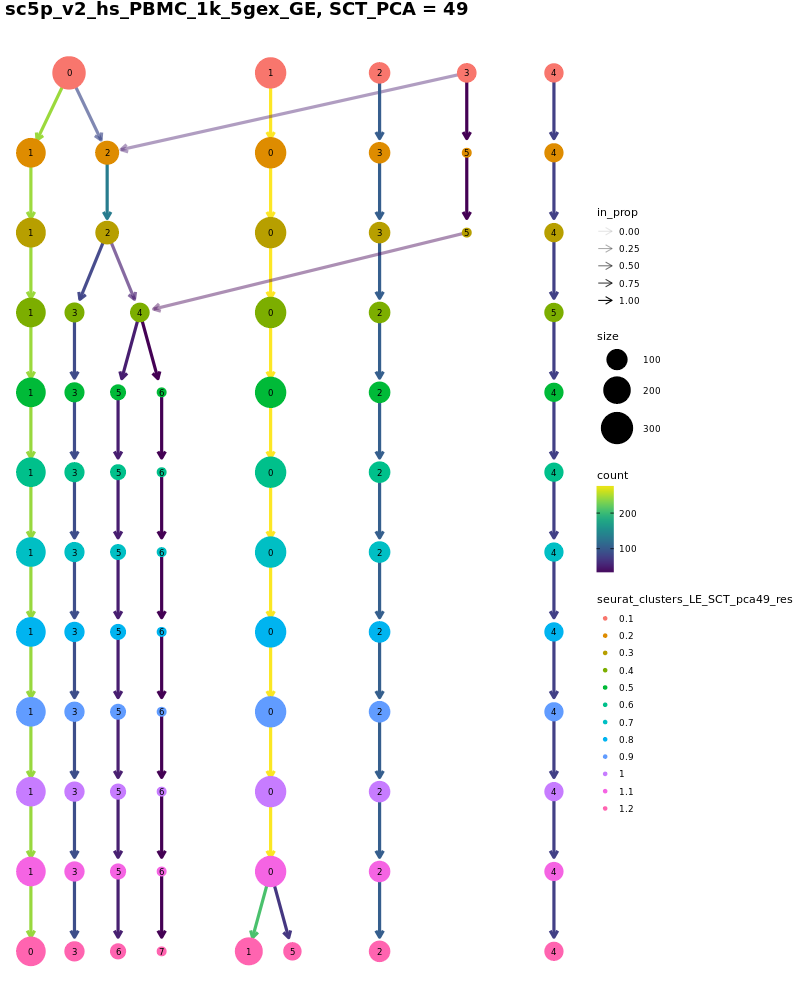 sc5p_v2_hs_PBMC_1k_5gex_GE, SCT_PCA = 49
0 1 2 3 4
1 2 0 3 5 4
1 2 0 3 5 4
1 3 4 0 2 5
1 3 5 6 0 2 4
1 3 5 6 0 2 4
1 3 5 6 0 2 4
1 3 5 6 0 2 4
1 3 5 6 0 2 4
1 3 5 6 0 2 4
1 3 5 6 0 2 4
0 3 6 7 1 5 2 4
in_prop
0.00
0.25
0.50
0.75
1.00
size
100
200
300
count
200
100
seurat_clusters_LE_SCT_pca49_res
0.1
0.2
0.3
0.4
0.5
0.6
0.7
0.8
0.9
1
1.1
1.2